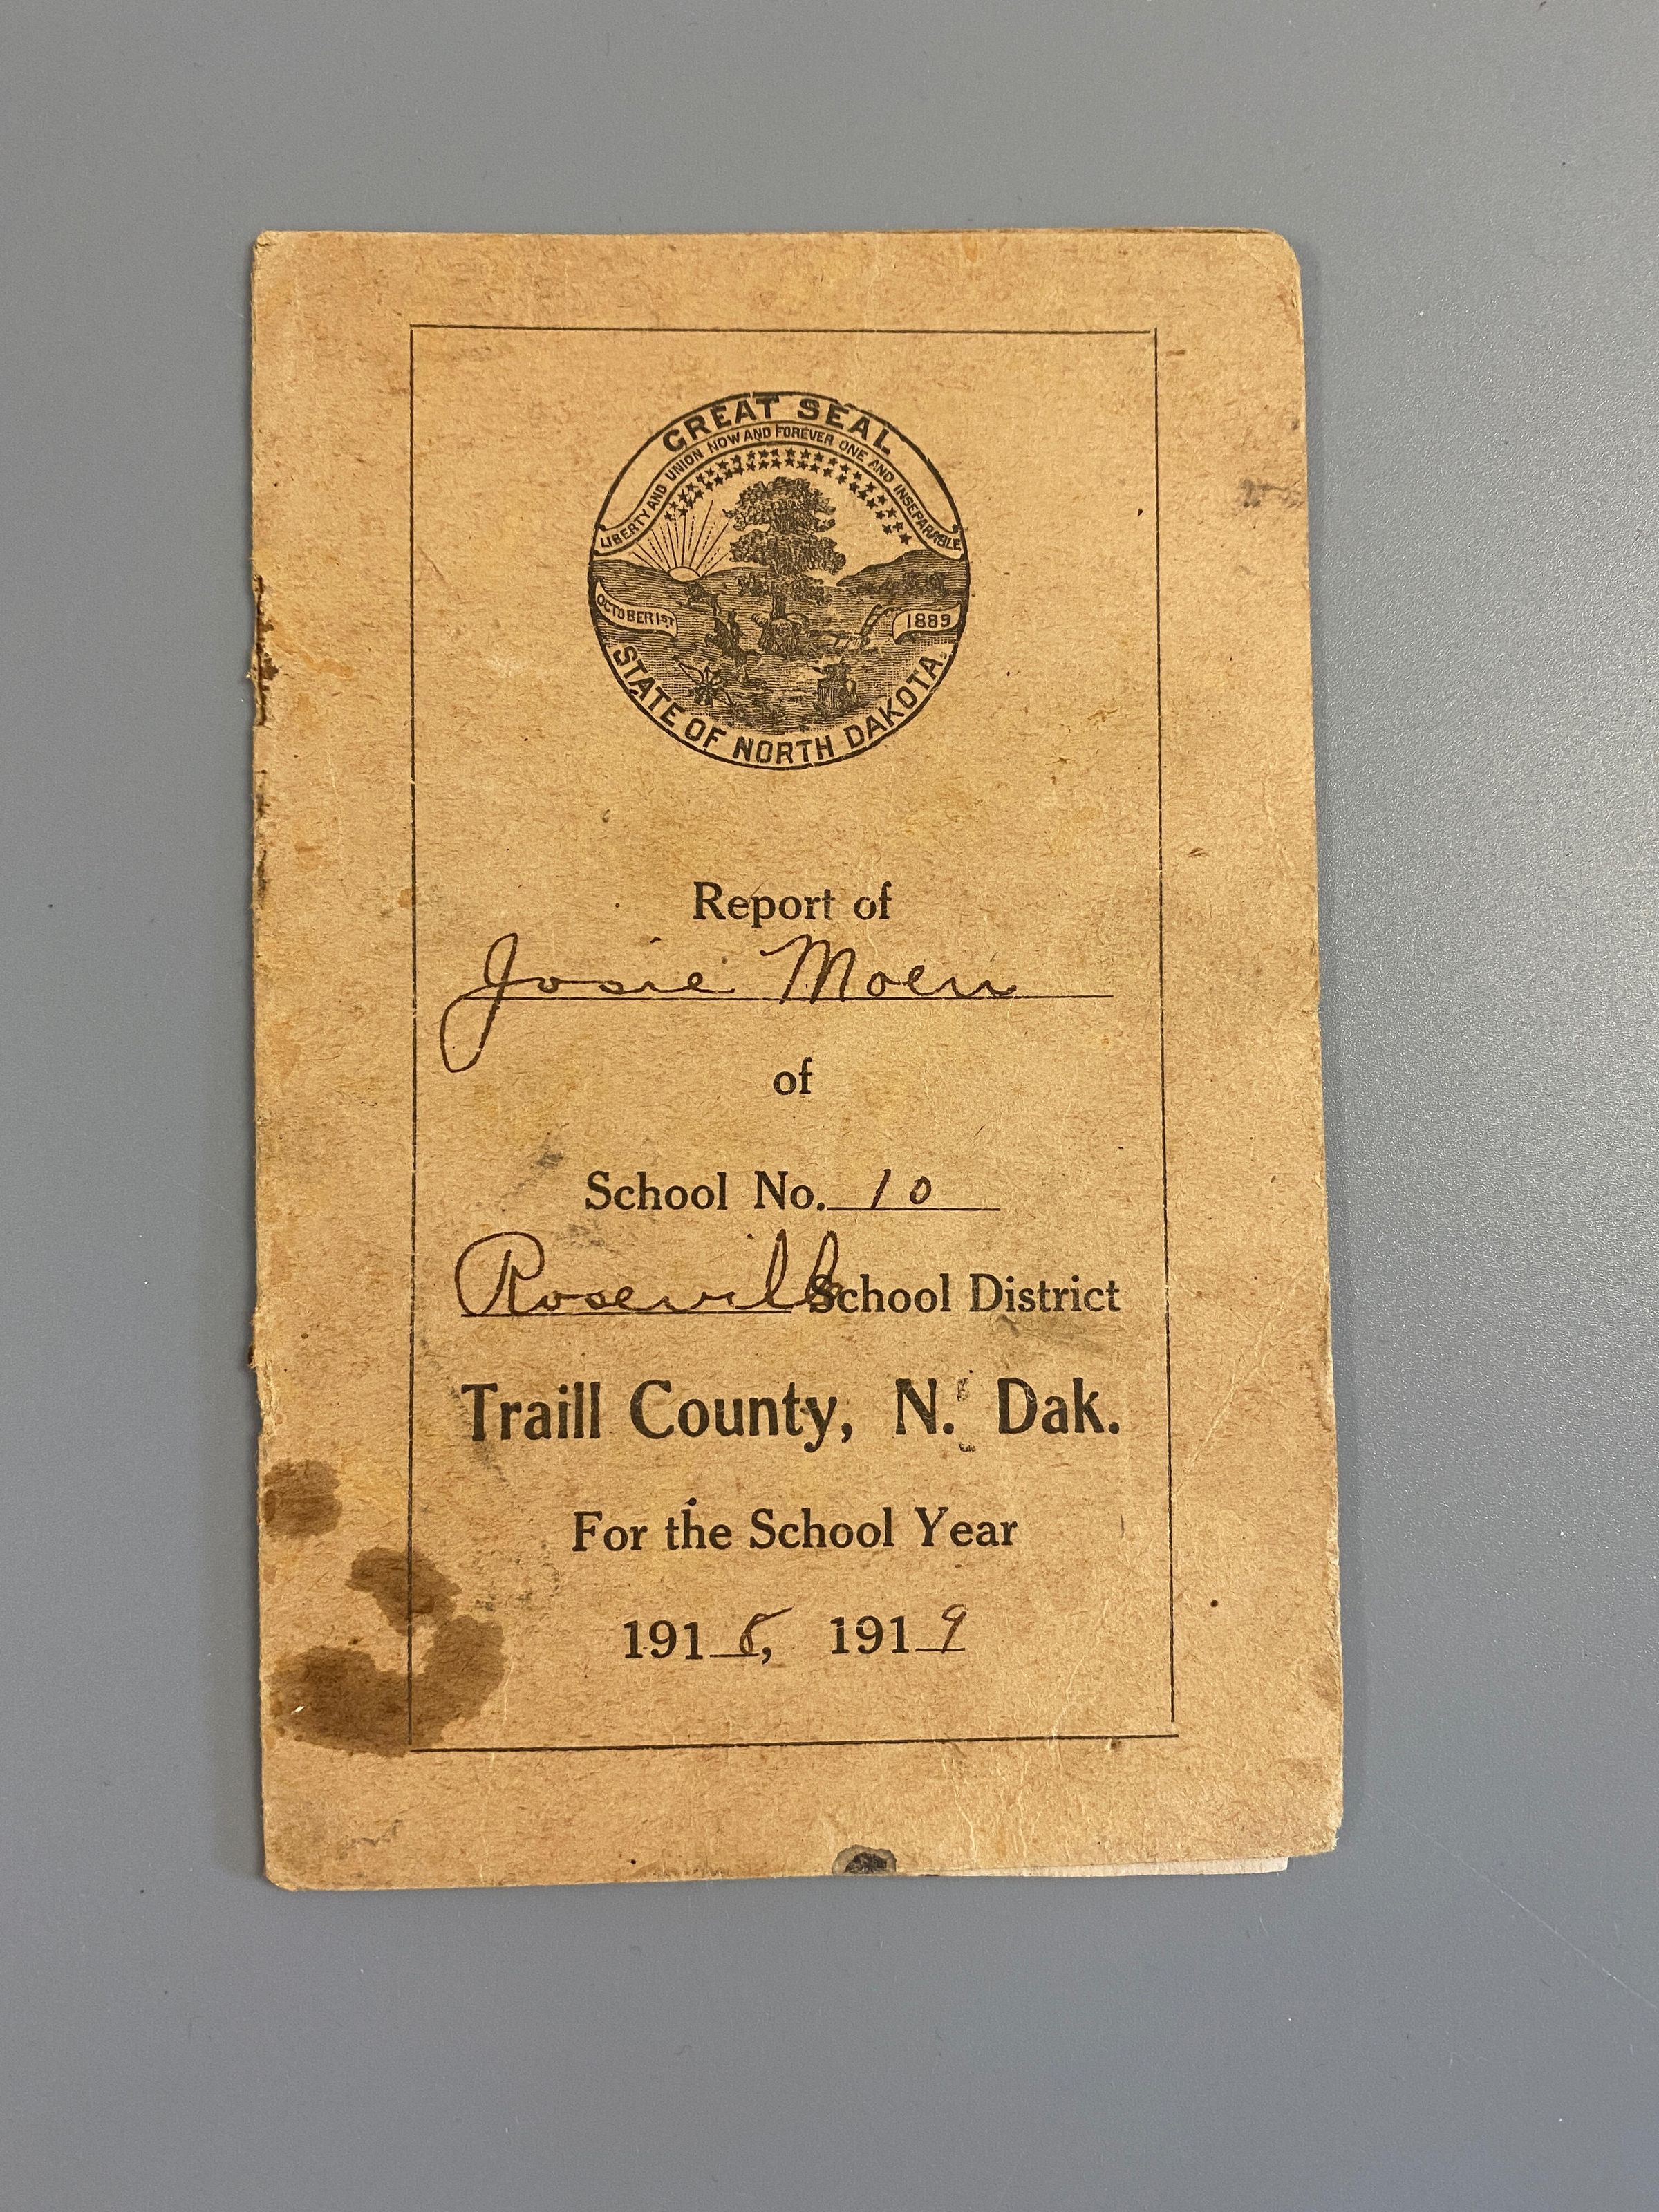 GREAT SEAL
LIBERTY AND UNION NOW AND FOREVER ONE AND INSEPARABLE
OCTOBER 1ST
1889
STATE OF NORTH DAKOTA.
Report of
Josie Moen
of
School No. 10
Roseville School District
Traill County, N. Dak.
For the School Year
1918, 1919